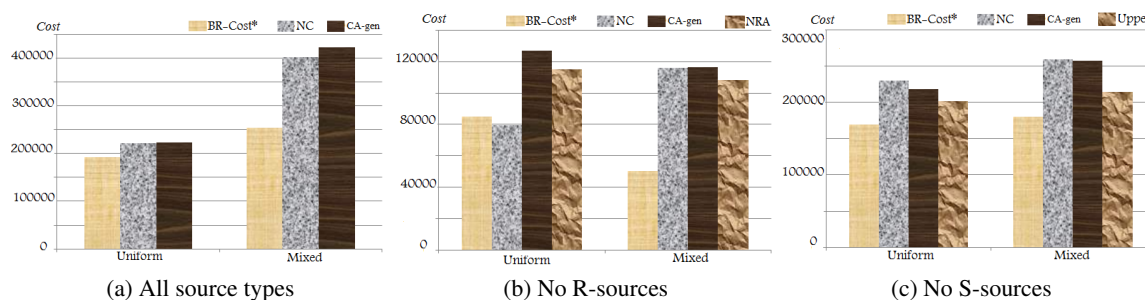 Cost BR-Cost* NC CA-gen
400000
300000
200000
100000
0
Uniform Mixed
(a) All source types
Cost BR-Cost* NC CA-gen NRA
120000
80000
40000
0
Uniform Mixed
(b) No R-sources
Cost BR-Cost* NC CA-gen Uppe
300000
200000
100000
0
Uniform Mixed
(c) No S-sources